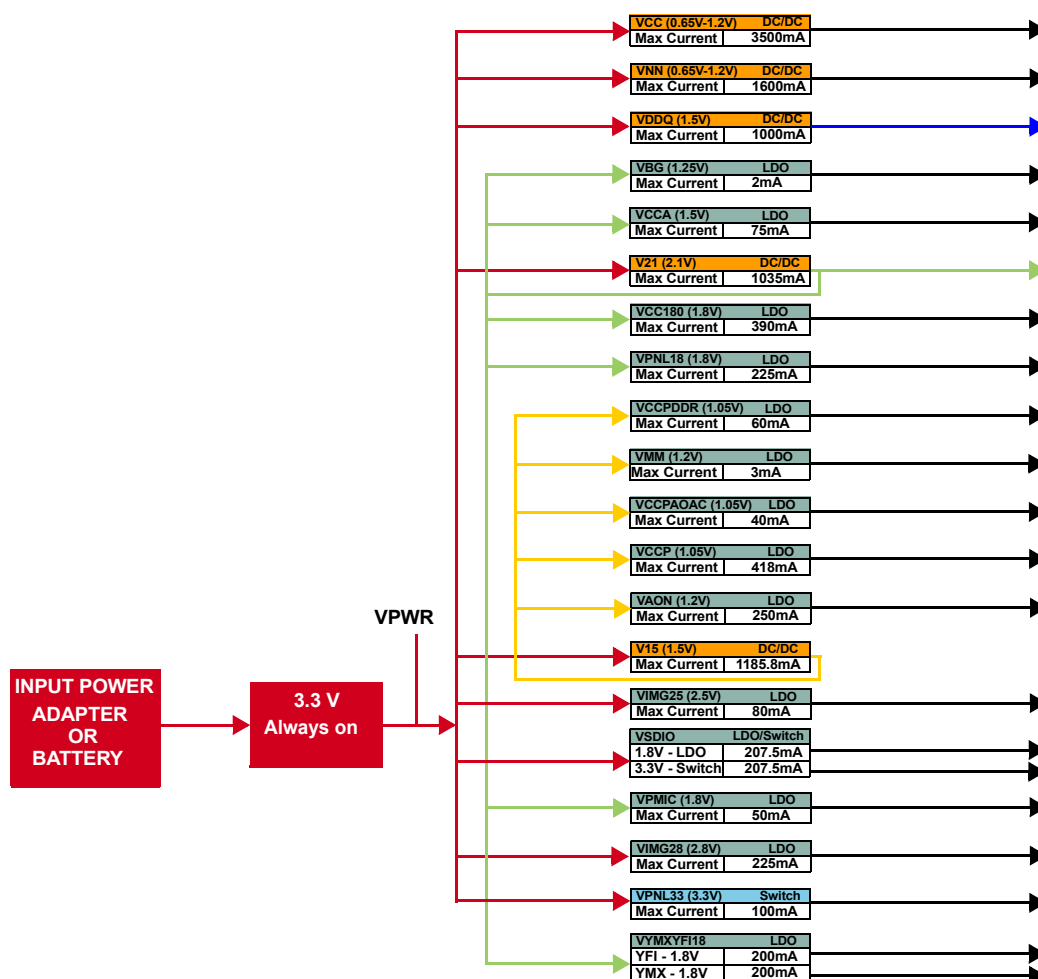 VCC (0.65V-1.2V) DC/DC
Max Current 3500mA
VNN (0.65V-1.2V) DC/DC
Max Current 1600mA
VDDQ (1.5V) DC/DC
Max Current 1000mA
VBG (1.25V) LDO
Max Current 2mA
VCCA (1.5V) LDO
Max Current 75mA
V21 (2.1V) DC/DC
Max Current 1035mA
VCC180 (1.8V) LDO
Max Current 390mA
VPNL18 (1.8V) LDO
Max Current 225mA
VCCPDDR (1.05V) LDO
Max Current 60mA
VMM (1.2V) LDO
Max Current 3mA
VCCPAOAC (1.05V) LDO
Max Current 40mA
VCCP (1.05V) LDO
Max Current 418mA
VAON (1.2V) LDO
Max Current 250mA
V15 (1.5V) DC/DC
Max Current 1185.8mA
VIMG25 (2.5V) LDO
Max Current 80mA
VSDIO LDO/Switch
1.8V - LDO 207.5mA
3.3V - Switch 207.5mA
VPMIC (1.8V) LDO
Max Current 50mA
VIMG28 (2.8V) LDO
Max Current 225mA
VPNL33 (3.3V) Switch
Max Current 100mA
VYMXYFI18 LDO
YFI - 1.8V 200mA
YMX - 1.8V 200mA
VPWR
INPUT POWER
ADAPTER
OR
BATTERY
3.3 V
Always on